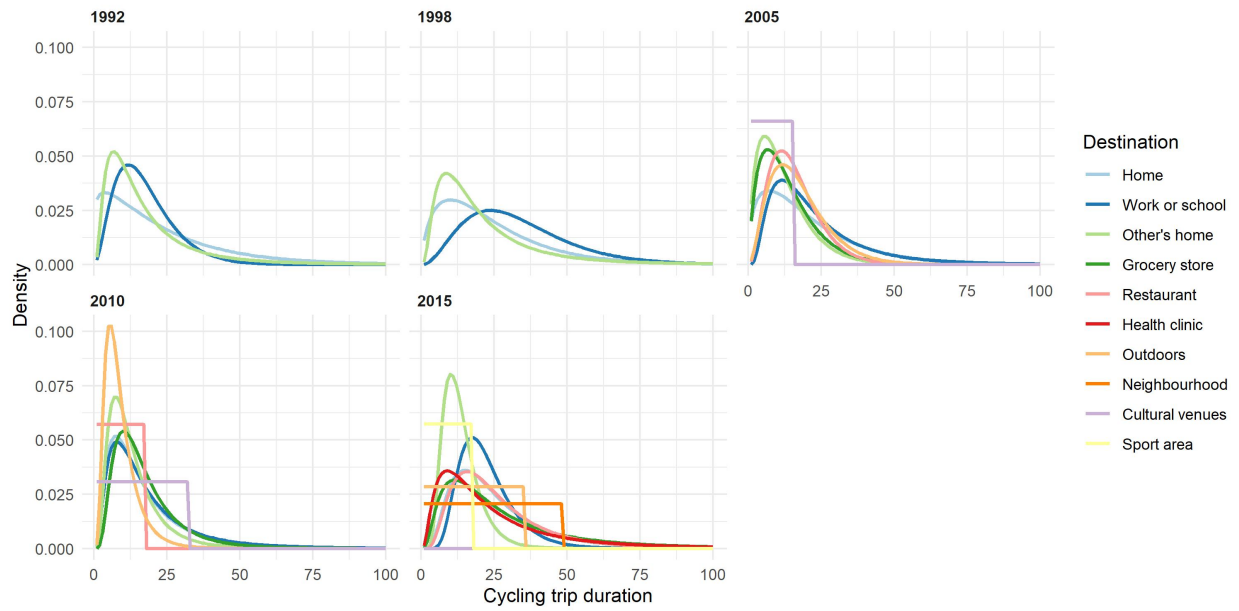 1992
1998
2005
0.100
0.075
0.050
0.025
0.000
0 25 50 75 100
2010
2015
0.100
0.075
0.050
0.025
0.000
0 25 50 75 100
0 25 50 75 100
Density
Cycling trip duration
Destination
Home
Work or school
Other's home
Grocery store
Restaurant
Health clinic
Outdoors
Neighbourhood
Cultural venues
Sport area